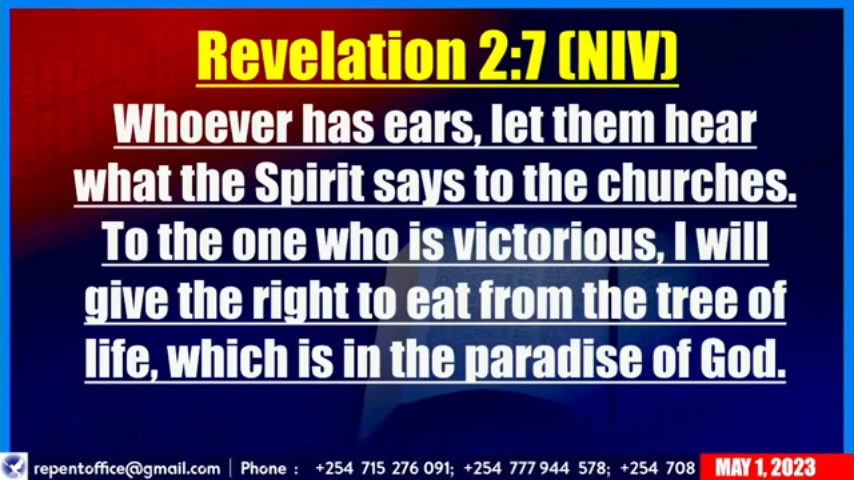 Revelation 2:7 (NIV)
Whoever has ears, let them hear
what the Spirit says to the churches.
To the one who is victorious, I will
give the right to eat from the tree of
life, which is in the paradise of God.
repentoffice@gmail.com | Phone : +254 715 276 091; +254 777 944 578; +254 708
MAY 1, 2023